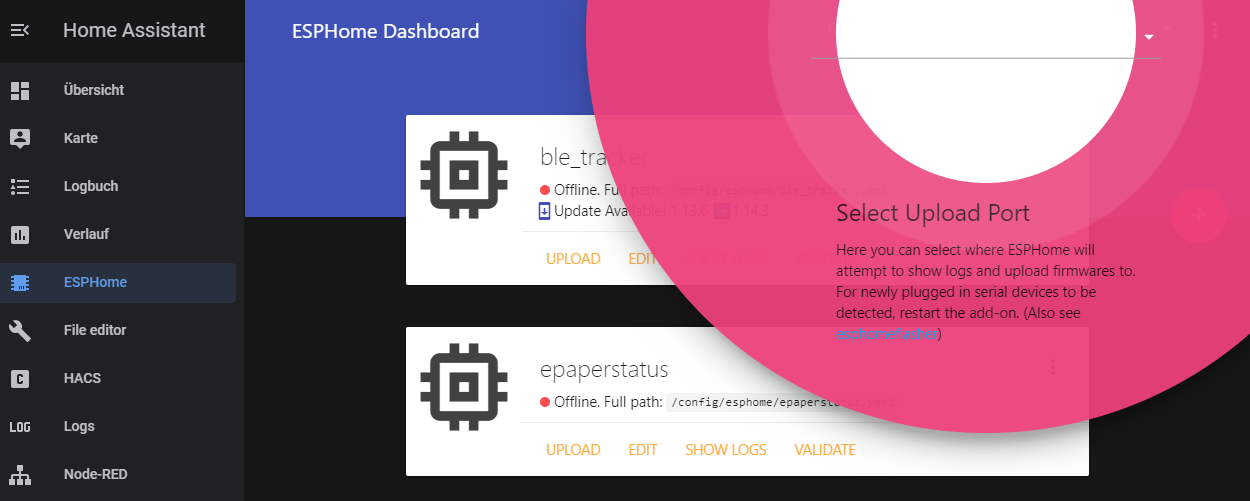 Home Assistant
Übersicht
Karte
Logbuch
Verlauf
ESPHome
File editor
HACS
LOG Logs
Node-RED
ESPHome Dashboard
ble_tracker
Offline. Full path: /config/esphome/ble_tracker.yaml
Update Available! 1.13.6 1.14.3
UPLOAD EDIT SHOW LOGS
epaperstatus
Offline. Full path: /config/esphome/epaperstatus.yaml
UPLOAD EDIT SHOW LOGS VALIDATE
Select Upload Port
Here you can select where ESPHome will
attempt to show logs and upload firmwares to.
For newly plugged in serial devices to be
detected, restart the add-on. (Also see
esphomeflasher)